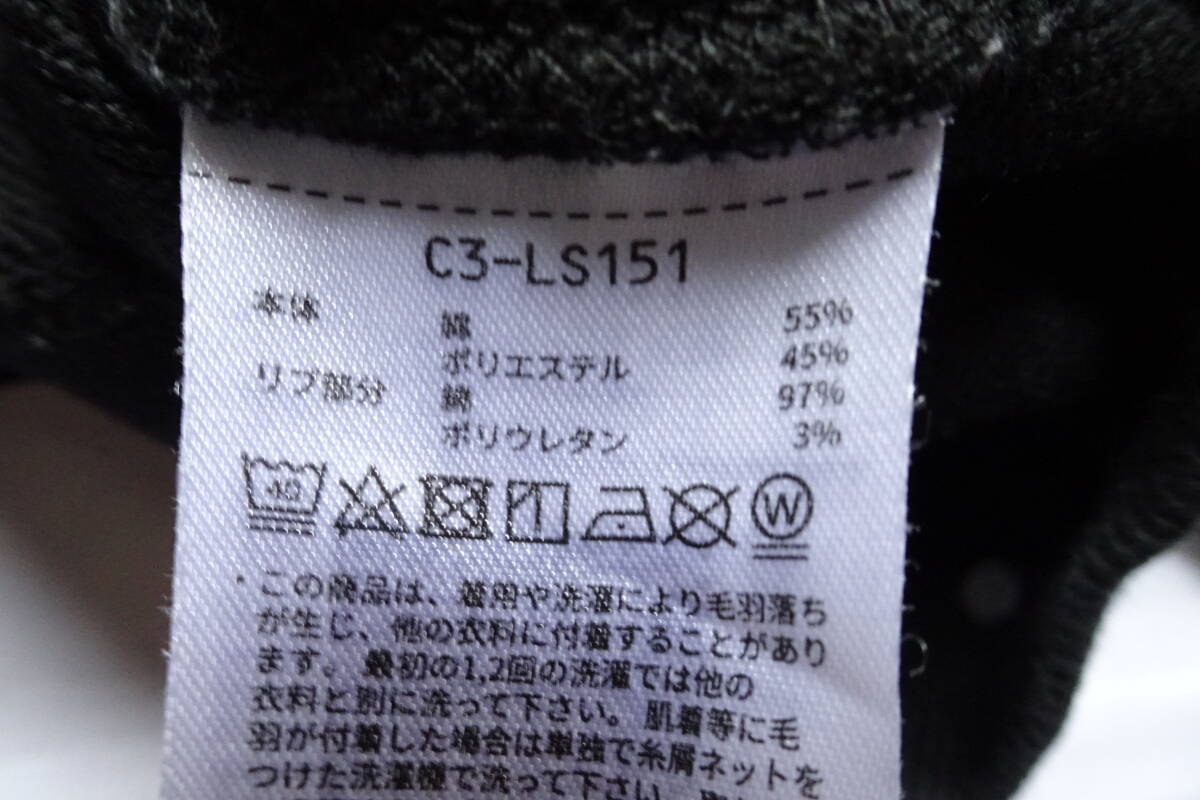 C3-LS151
本体 綿 55%
ポリエステル 45%
リブ部分 綿 97%
ポリウレタン 3%
40
W
・この商品は、着用や洗濯により毛羽落ち
が生じ、他の衣料に付着することがあり
ます。最初の1,2回の洗濯では他の
衣料と別に洗って下さい。肌着等に毛
羽が付着した場合は単独で糸屑ネットを
つけた洗濯機で洗って下さい。